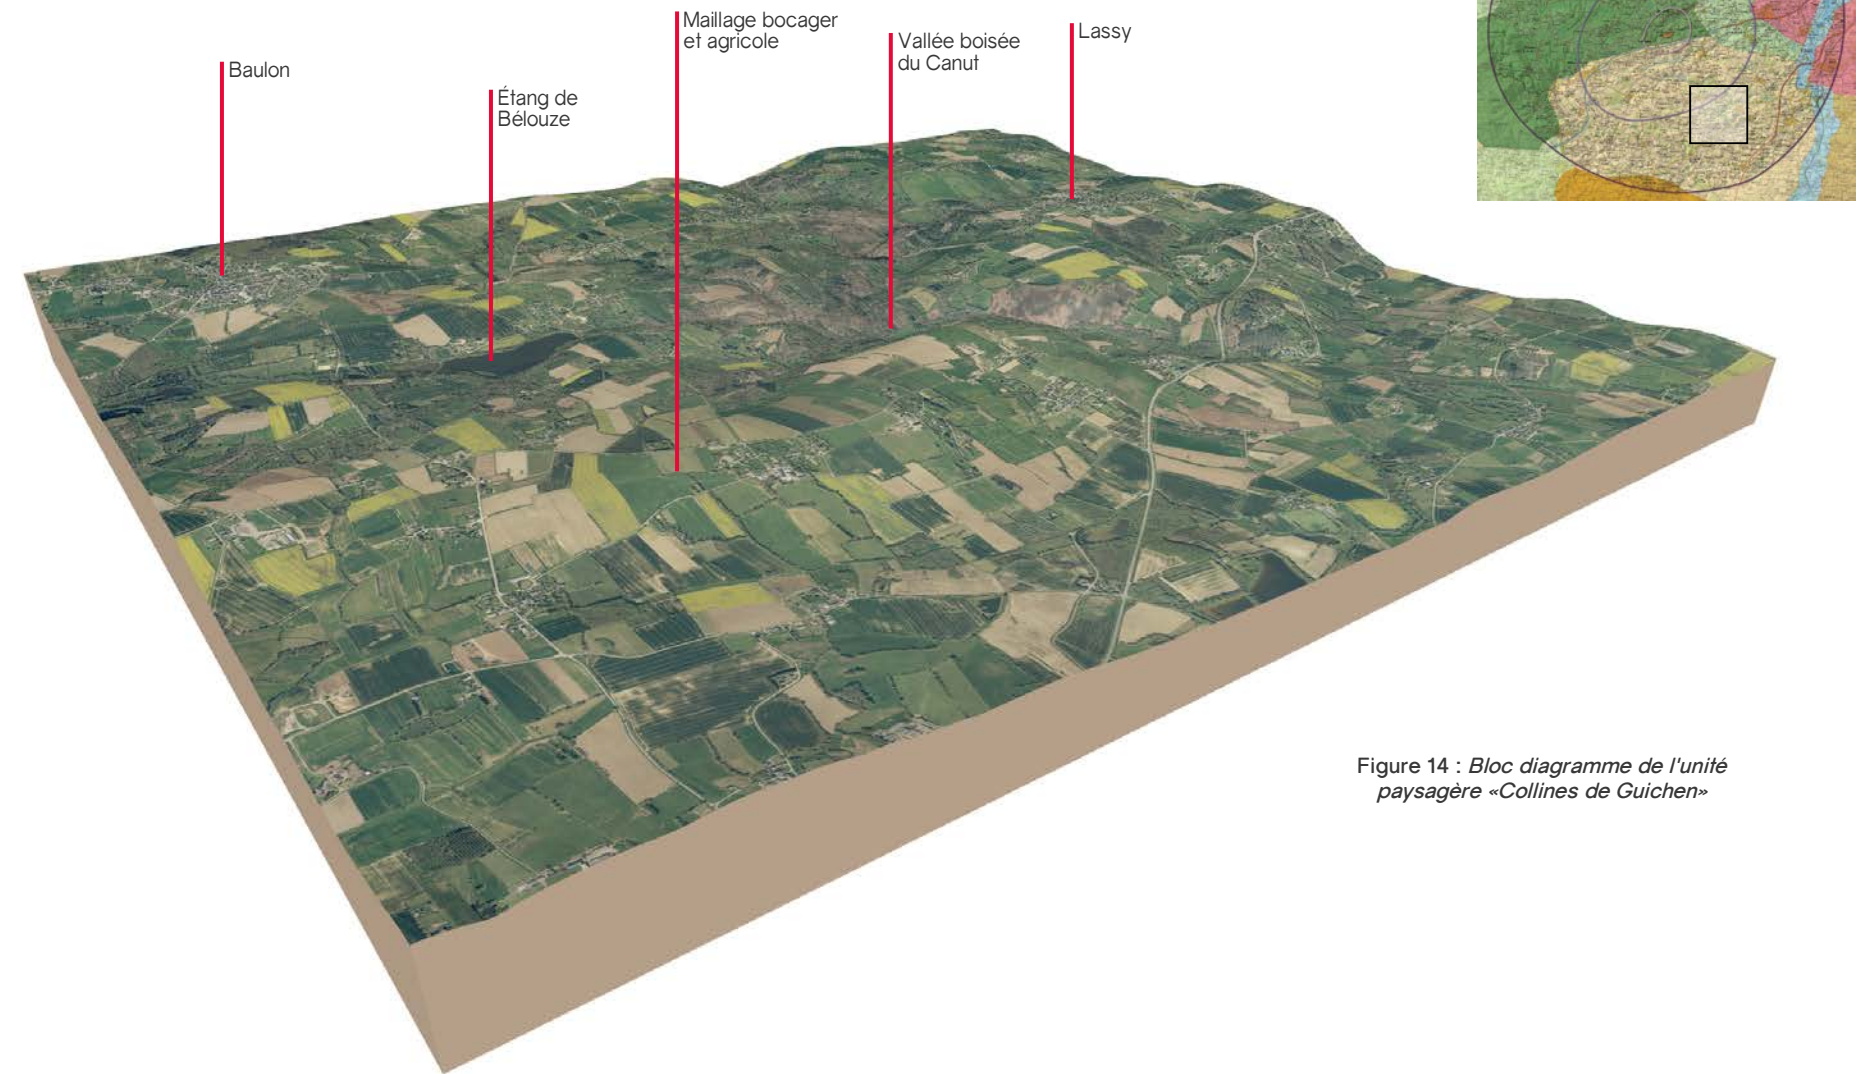 Baulon
Étang de
Bélouze
Maillage bocager
et agricole
Vallée boisée
du Canut
Lassy
Figure 14 : Bloc diagramme de l'unité
paysagère «Collines de Guichen»